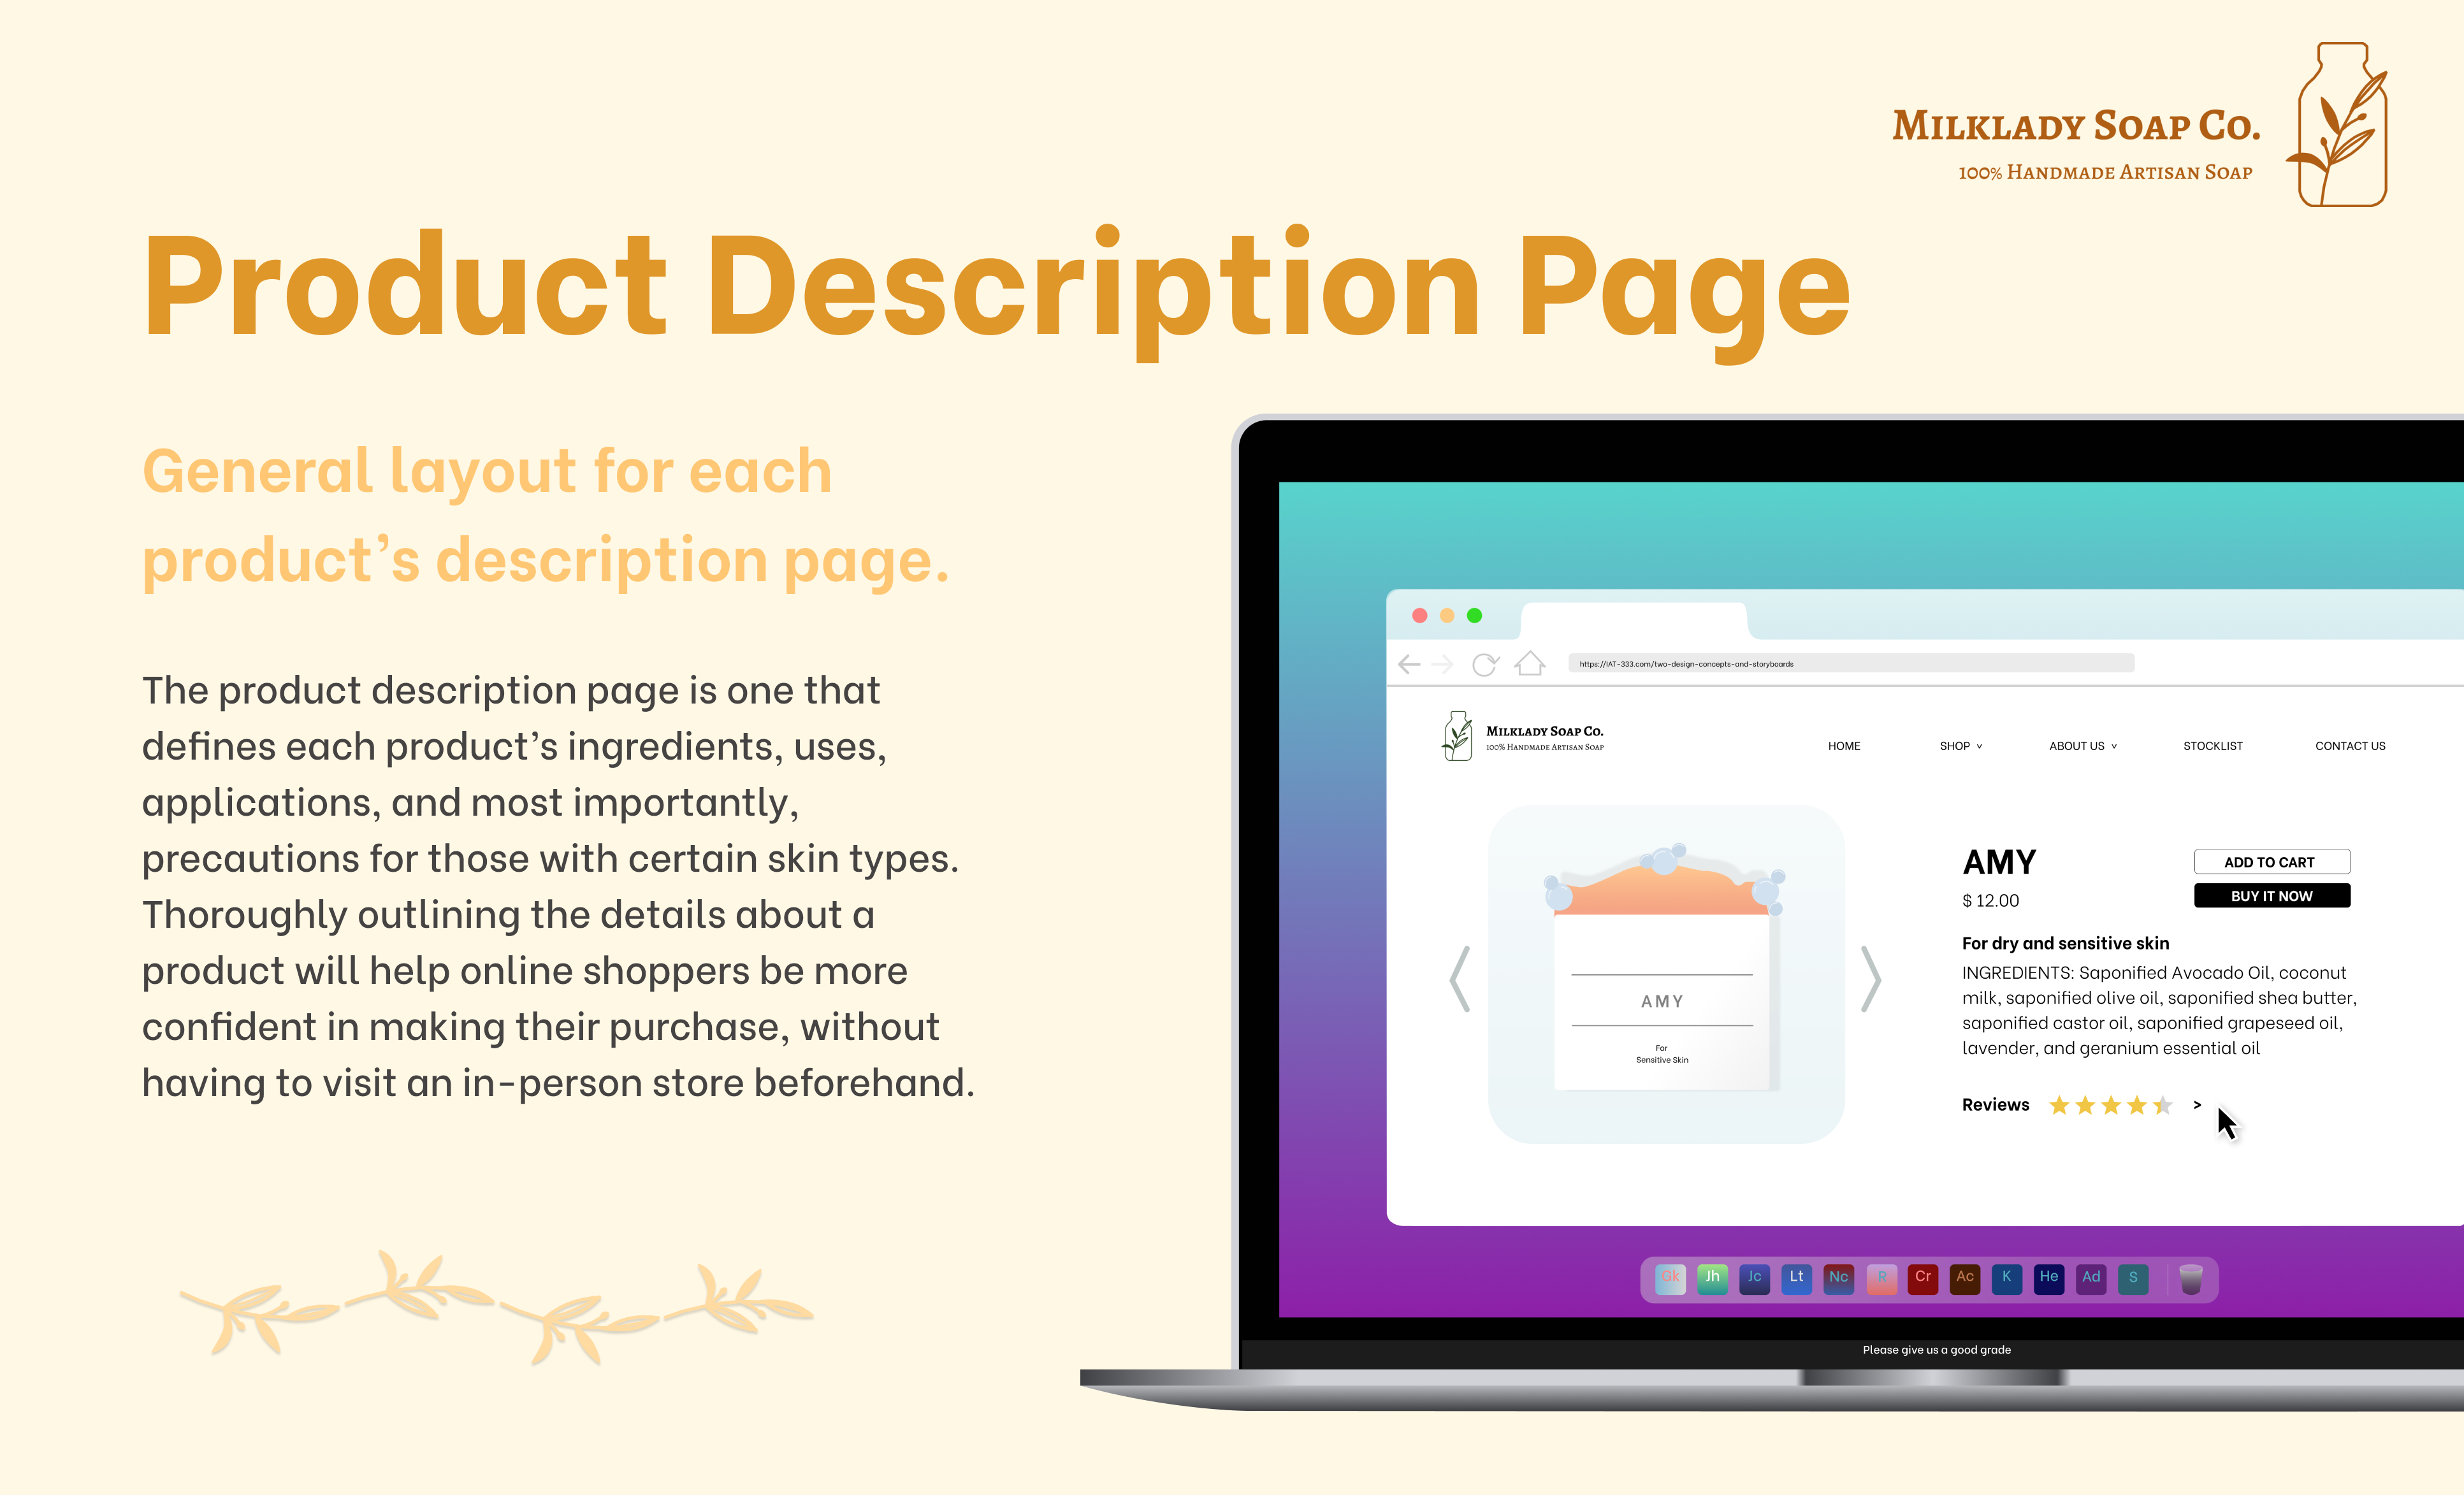 Milklady Soap Co.
100% Handmade Artisan Soap
Product Description Page
General layout for each
product’s description page.
The product description page is one that
defines each product’s ingredients, uses,
applications, and most importantly,
precautions for those with certain skin types.
Thoroughly outlining the details about a
product will help online shoppers be more
confident in making their purchase, without
having to visit an in-person store beforehand.
https://IAT-333.com/two-design-concepts-and-storyboards
Milklady Soap Co.
100% Handmade Artisan Soap
HOME SHOP ˅ ABOUT US ˅ STOCKLIST CONTACT US
AMY
For
Sensitive Skin
AMY
ADD TO CART
$ 12.00
BUY IT NOW
For dry and sensitive skin
INGREDIENTS: Saponified Avocado Oil, coconut
milk, saponified olive oil, saponified shea butter,
saponified castor oil, saponified grapeseed oil,
lavender, and geranium essential oil
Reviews >
Gk Jh Jc Lt Nc R Cr Ac K He Ad S
Please give us a good grade